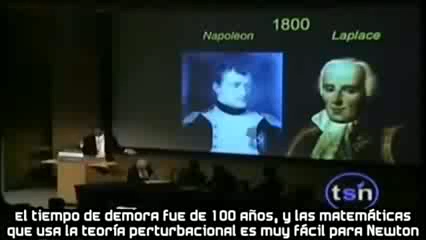 1800
Napoleon
Laplace
tsn
El tiempo de demora fue de 100 años, y las matemáticas
que usa la teoría perturbacional es muy fácil para Newton